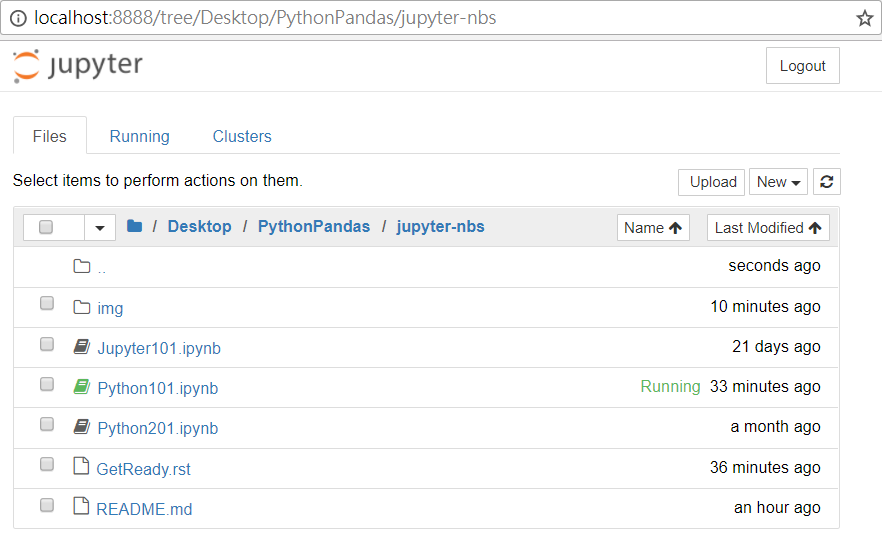 localhost:8888/tree/Desktop/PythonPandas/jupyter-nbs
jupyter
Logout
Files Running Clusters
Select items to perform actions on them.
Upload New
/ Desktop / PythonPandas / jupyter-nbs Name Last Modified
.. seconds ago
img 10 minutes ago
Jupyter101.ipynb 21 days ago
Python101.ipynb Running 33 minutes ago
Python201.ipynb a month ago
GetReady.rst 36 minutes ago
README.md an hour ago